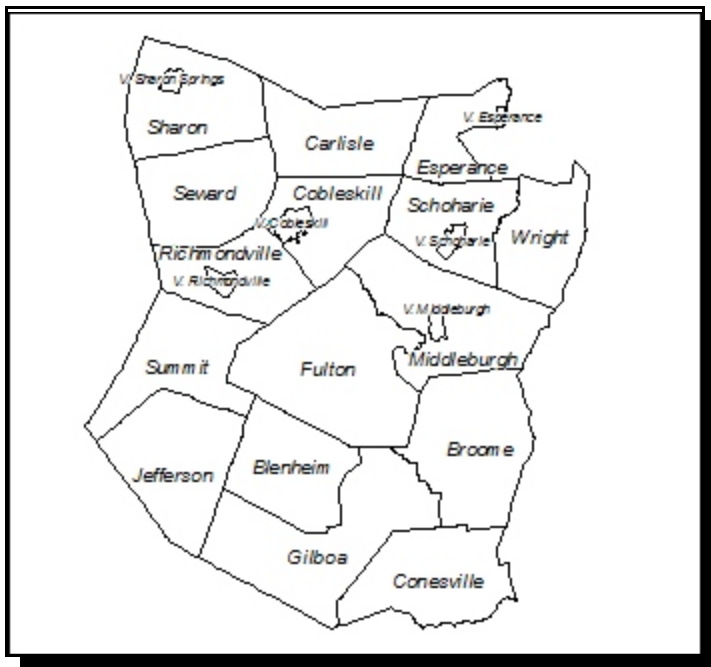 V. Sharon Springs
Sharon
Carlisle
V. Esperance
Esperance
Seward
Cobleskill
Schoharie
V. Cobleskill
V. Schoharie
Wright
Richmondville
V. Richmondville
V. Middleburgh
Middleburgh
Summit
Fulton
Broome
Jefferson
Blenheim
Gilboa
Conesville